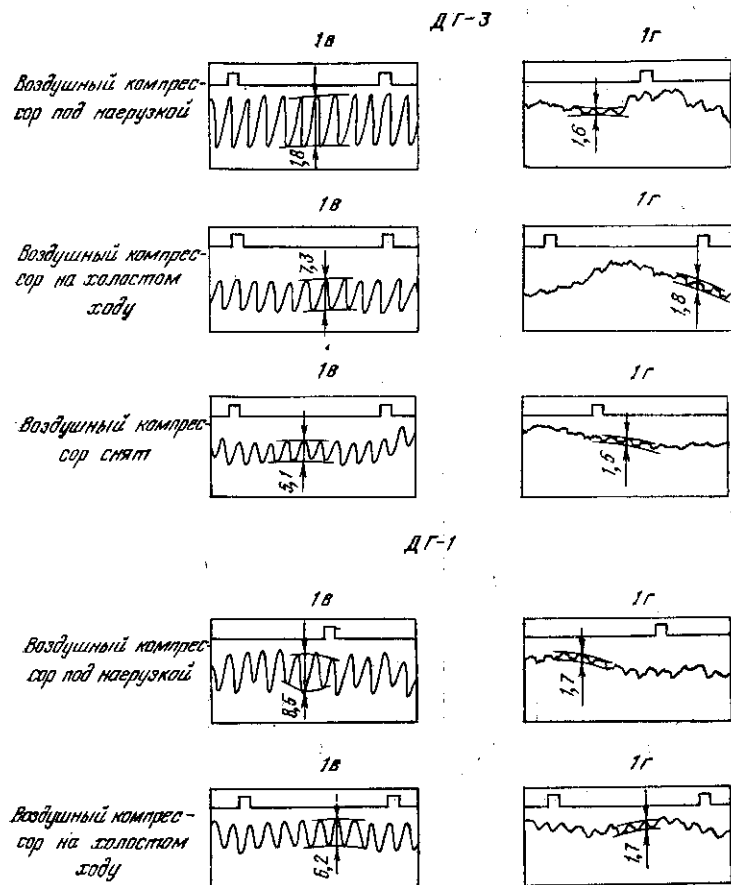 ДГ-3
1в 1г
Воздушный компрес-
сор под нагрузкой
1,8 1,6
1в 1г
Воздушный компрес-
сор на холостом
ходу
7,3 1,8
1в 1г
Воздушный компрес-
сор снят
5,1 1,5
ДГ-1
1в 1г
Воздушный компрес-
сор под нагрузкой
8,5 1,7
1в 1г
Воздушный компрес-
сор на холостом
ходу
6,2 1,7